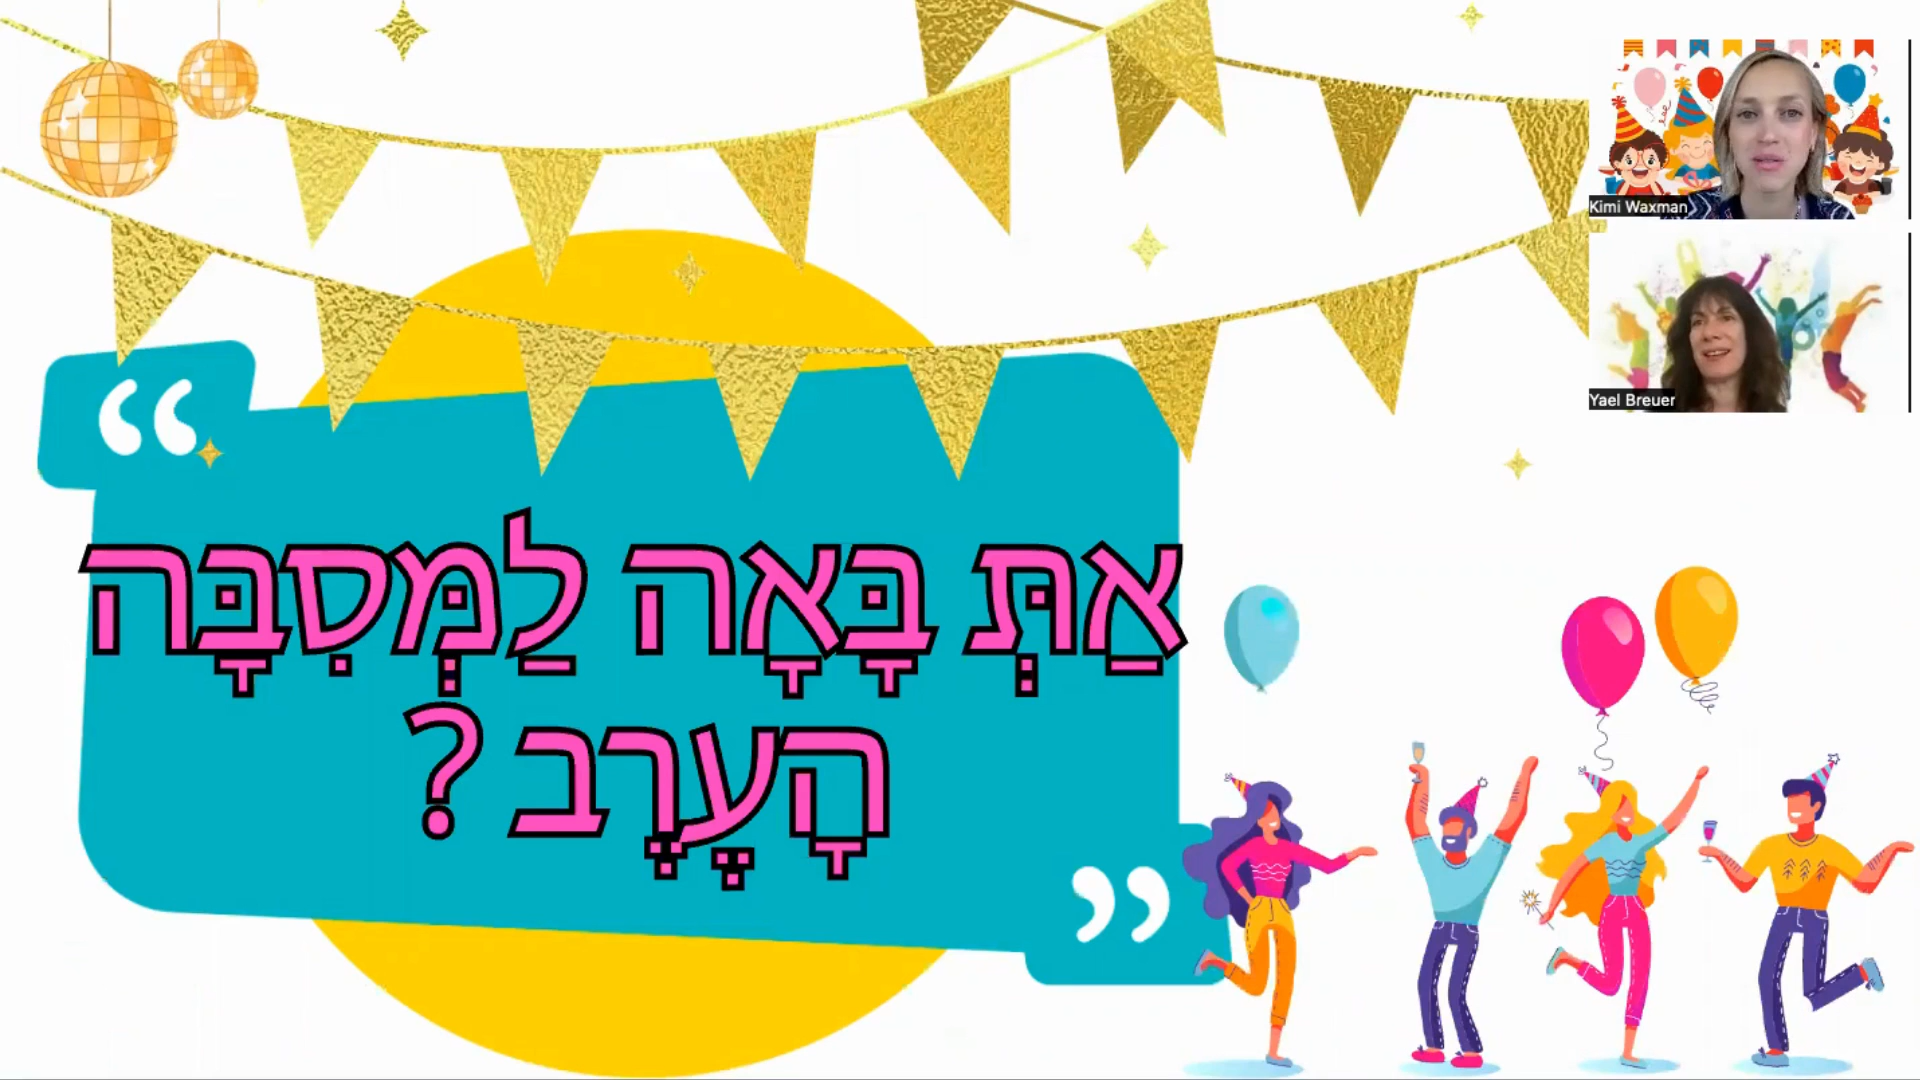 Kimi Waxman
Yael Breuer
“
אַתְּ בָּאָה לַמְּסִבָּה
הָעֶרֶב ?
”